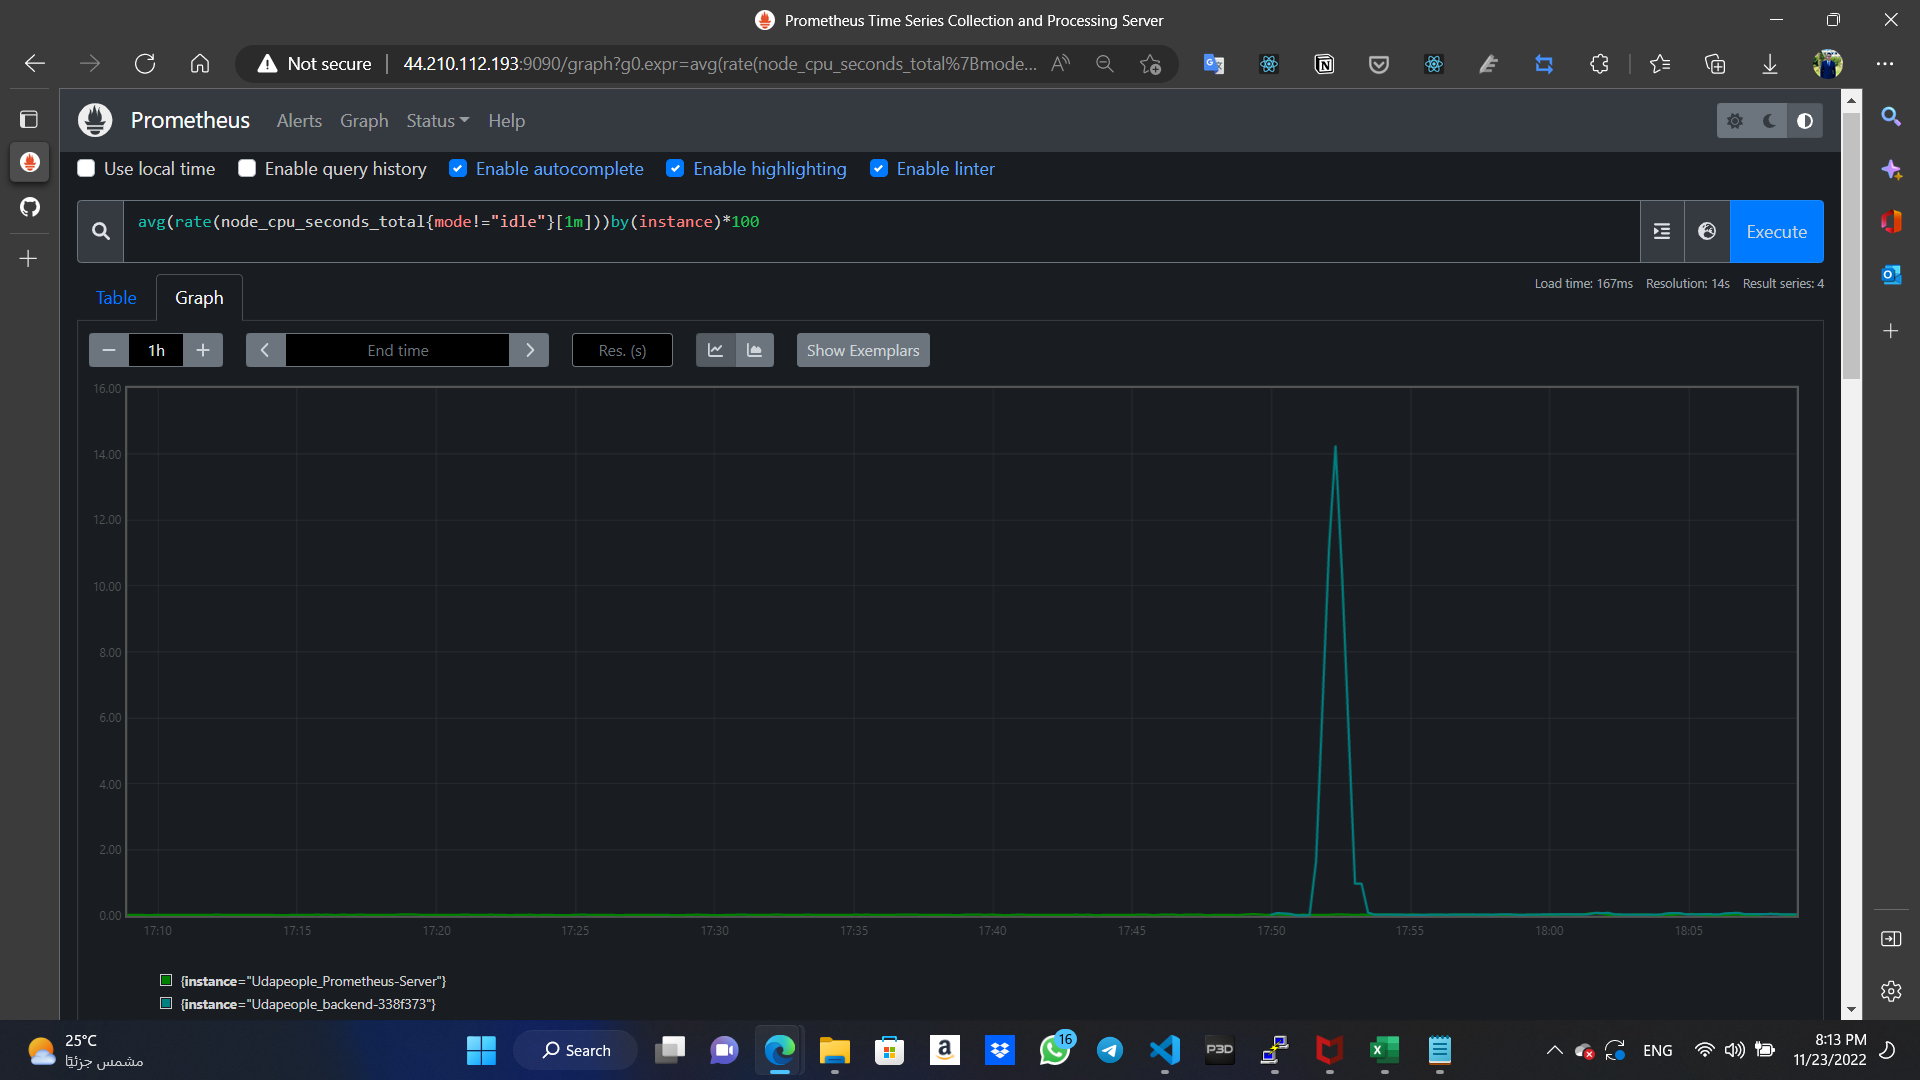 Prometheus Time Series Collection and Processing Server
Not secure
44.210.112.193:9090/graph?g0.expr=avg(rate(node_cpu_seconds_total%7Bmode...
Prometheus Alerts Graph Status Help
Use local time Enable query history Enable autocomplete Enable highlighting Enable linter
avg(rate(node_cpu_seconds_total{mode!="idle"}[1m]))by(instance)*100
Execute
Load time: 167ms Resolution: 14s Result series: 4
Table Graph
1h End time Res. (s) Show Exemplars
16.00
14.00
12.00
10.00
8.00
6.00
4.00
2.00
0.00
17:10 17:15 17:20 17:25 17:30 17:35 17:40 17:45 17:50 17:55 18:00 18:05
{instance="Udapeople_Prometheus-Server"}
{instance="Udapeople_backend-338f373"}
25°C
مشمس جزئيًا
Search
a
16
P3D
ENG
8:13 PM
11/23/2022